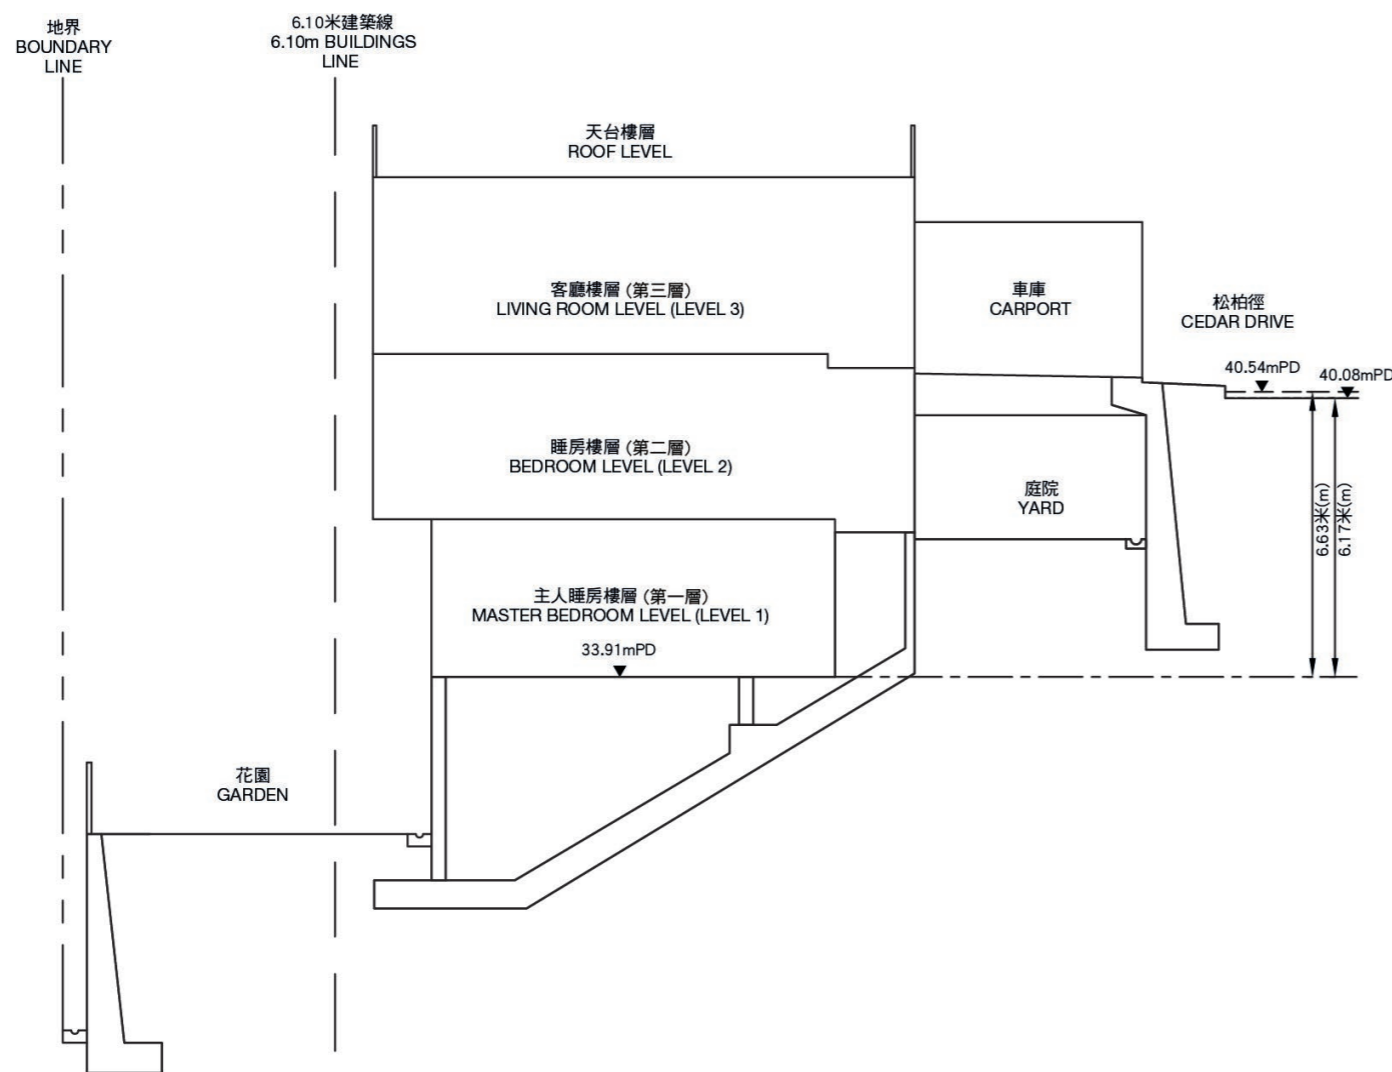 地界
BOUNDARY
LINE
6.10米建築線
6.10m BUILDINGS
LINE
天台樓層
ROOF LEVEL
客廳樓層 (第三層)
LIVING ROOM LEVEL (LEVEL 3)
車庫
CARPORT
松柏徑
CEDAR DRIVE
40.54mPD
40.08mPD
睡房樓層 (第二層)
BEDROOM LEVEL (LEVEL 2)
庭院
YARD
6.63米(m)
6.17米(m)
主人睡房樓層 (第一層)
MASTER BEDROOM LEVEL (LEVEL 1)
33.91mPD
花園
GARDEN